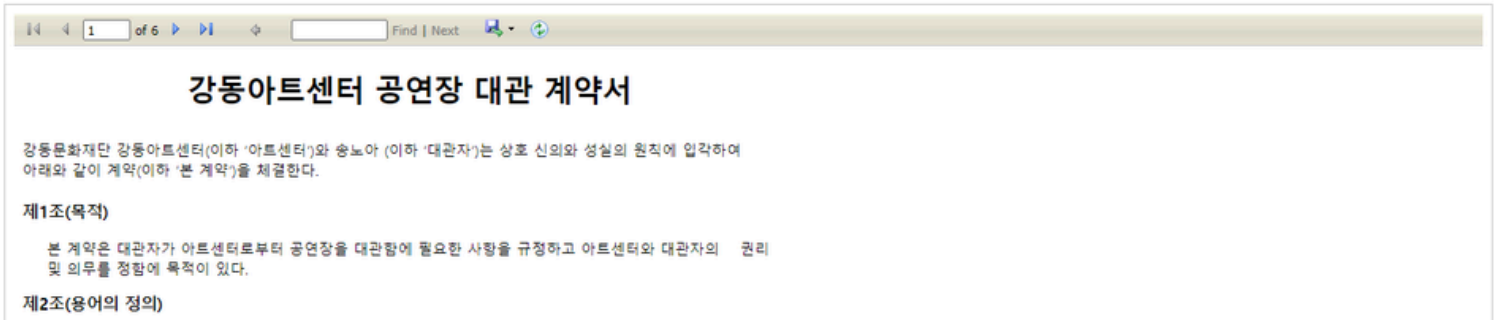 1 of 6 Find | Next
강동아트센터 공연장 대관 계약서
강동문화재단 강동아트센터(이하 ‘아트센터’)와 송노아 (이하 ‘대관자’)는 상호 신의와 성실의 원칙에 입각하여
아래와 같이 계약(이하 ‘본 계약’)을 체결한다.
제1조(목적)
본 계약은 대관자가 아트센터로부터 공연장을 대관함에 필요한 사항을 규정하고 아트센터와 대관자의 권리
및 의무를 정함에 목적이 있다.
제2조(용어의 정의)